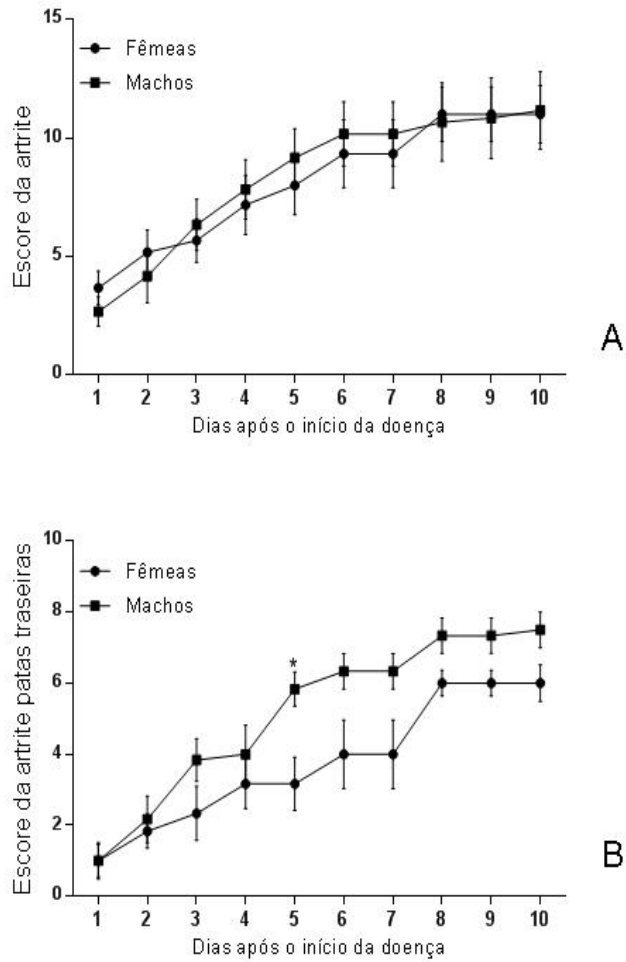 15
Fêmeas
Machos
10
5
0
Escore da artrite
1 2 3 4 5 6 7 8 9 10
Dias após o início da doença
A
10
Fêmeas
Machos
8
*
6
4
2
0
Escore da artrite patas traseiras
1 2 3 4 5 6 7 8 9 10
Dias após o início da doença
B